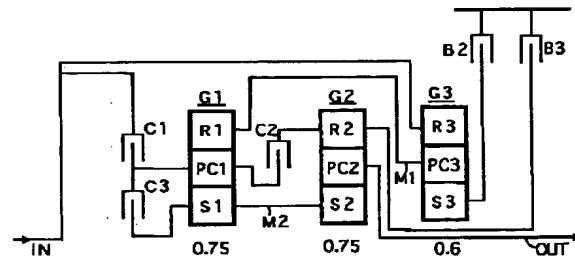 B2 B3
G1 G2 G3
C1 R1 C2 R2 R3
PC1 PC2 M1 PC3
C3 S1 M2 S2 S3
IN 0.75 0.75 0.6 OUT